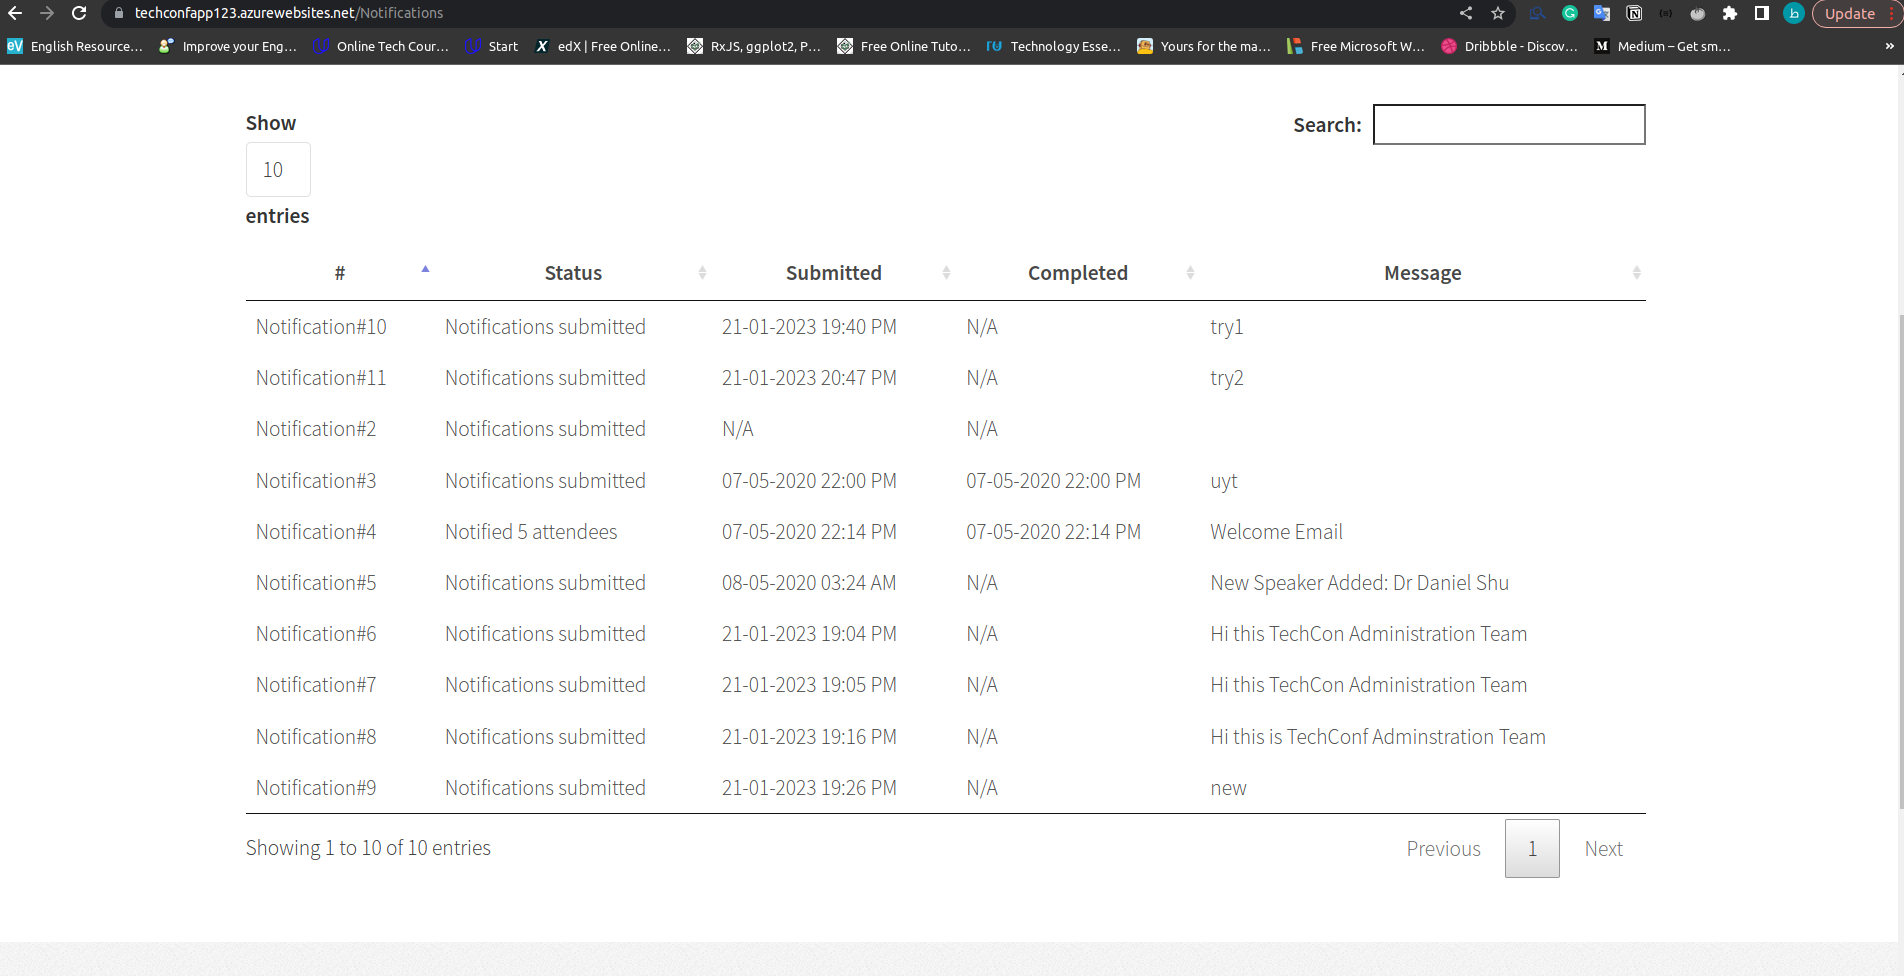 techconfapp123.azurewebsites.net/Notifications
Update
English Resource... Improve your Eng... Online Tech Cour... Start edX | Free Online... RxJS, ggplot2, P... Free Online Tuto... Technology Esse... Yours for the ma... Free Microsoft W... Dribbble - Discov... Medium – Get sm... »
Show
10
entries
Search:
# Status Submitted Completed Message
Notification#10 Notifications submitted 21-01-2023 19:40 PM N/A try1
Notification#11 Notifications submitted 21-01-2023 20:47 PM N/A try2
Notification#2 Notifications submitted N/A N/A
Notification#3 Notifications submitted 07-05-2020 22:00 PM 07-05-2020 22:00 PM uyt
Notification#4 Notified 5 attendees 07-05-2020 22:14 PM 07-05-2020 22:14 PM Welcome Email
Notification#5 Notifications submitted 08-05-2020 03:24 AM N/A New Speaker Added: Dr Daniel Shu
Notification#6 Notifications submitted 21-01-2023 19:04 PM N/A Hi this TechCon Administration Team
Notification#7 Notifications submitted 21-01-2023 19:05 PM N/A Hi this TechCon Administration Team
Notification#8 Notifications submitted 21-01-2023 19:16 PM N/A Hi this is TechConf Adminstration Team
Notification#9 Notifications submitted 21-01-2023 19:26 PM N/A new
Showing 1 to 10 of 10 entries
Previous 1 Next